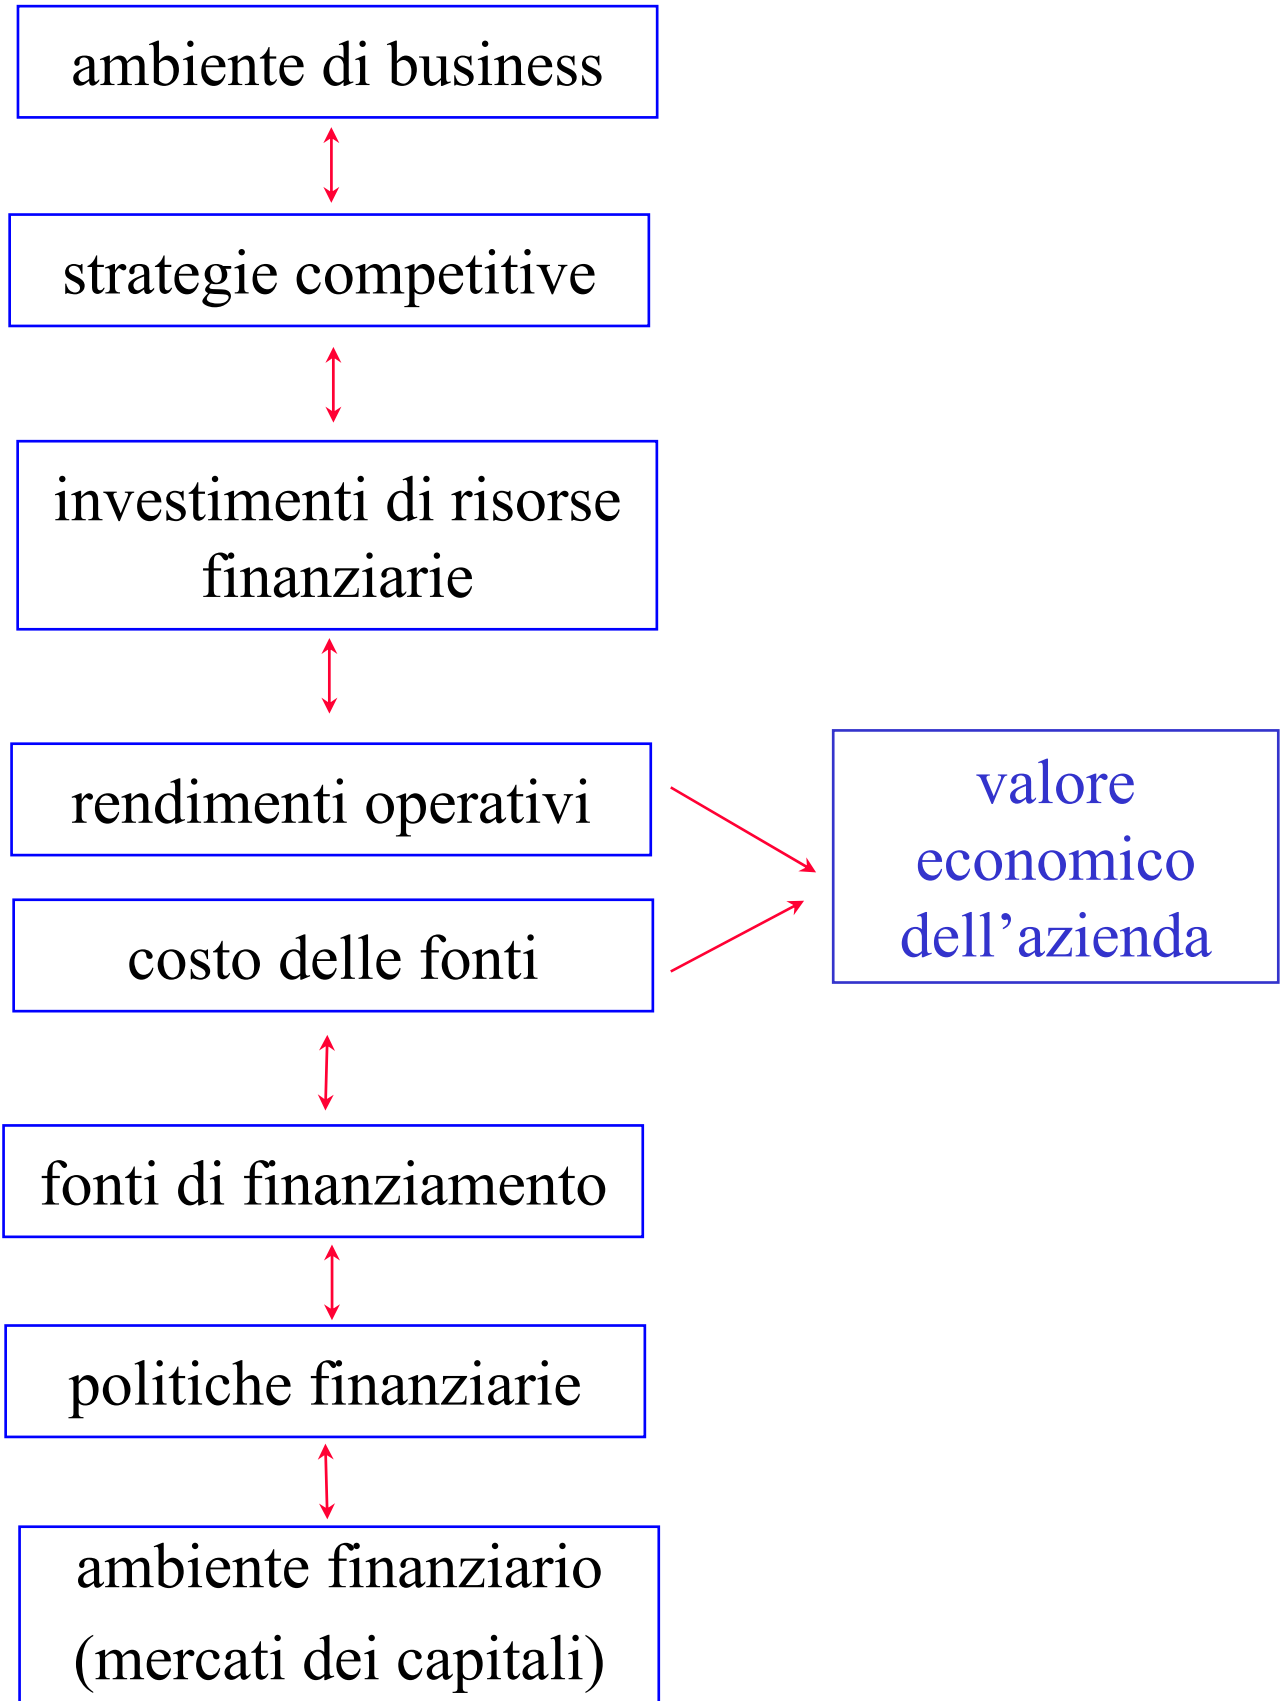 ambiente di business
strategie competitive
investimenti di risorse
finanziarie
rendimenti operativi
valore
economico
dell’azienda
costo delle fonti
fonti di finanziamento
politiche finanziarie
ambiente finanziario
(mercati dei capitali)